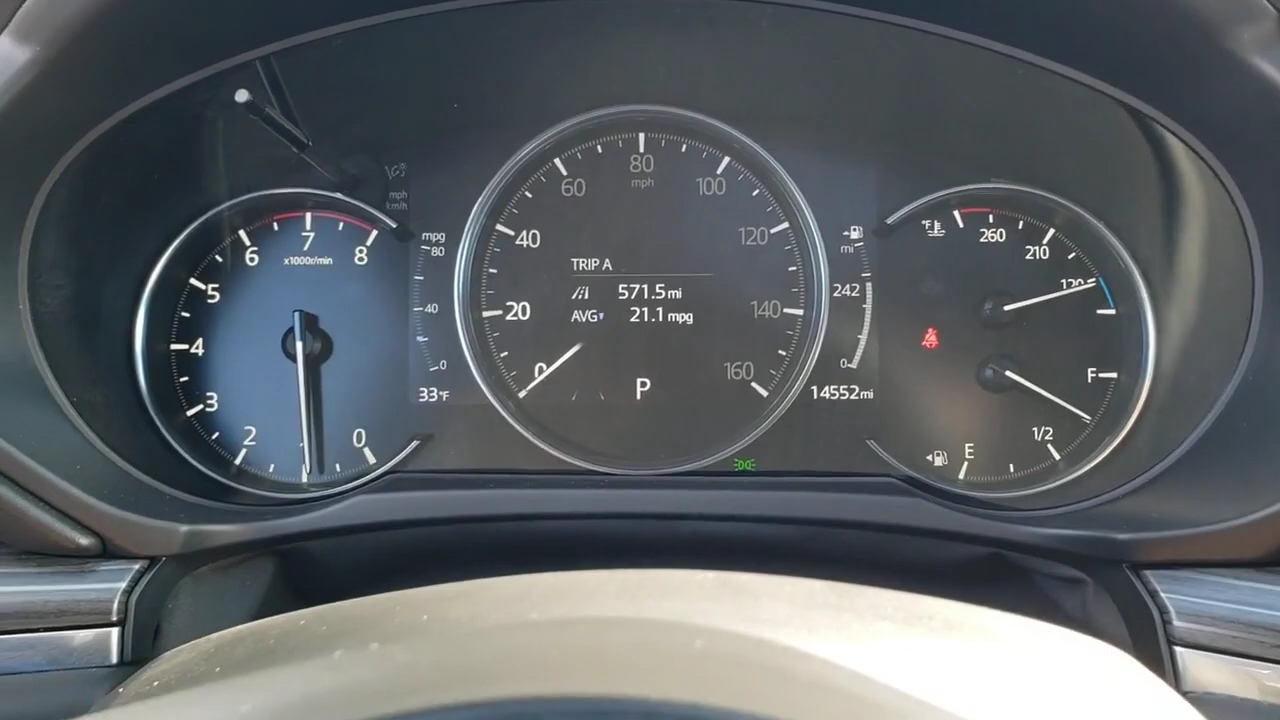 6 7 8
x1000r/min
5
4
3
2 1 0
mph
km/h
mpg
80
40
0
33°F
80
mph
60 100
40 120
20 140
0 160
TRIP A
571.5 mi
AVG 21.1 mpg
P
mi
242
0
14552 mi
°F
260
210
120
F
1/2
E